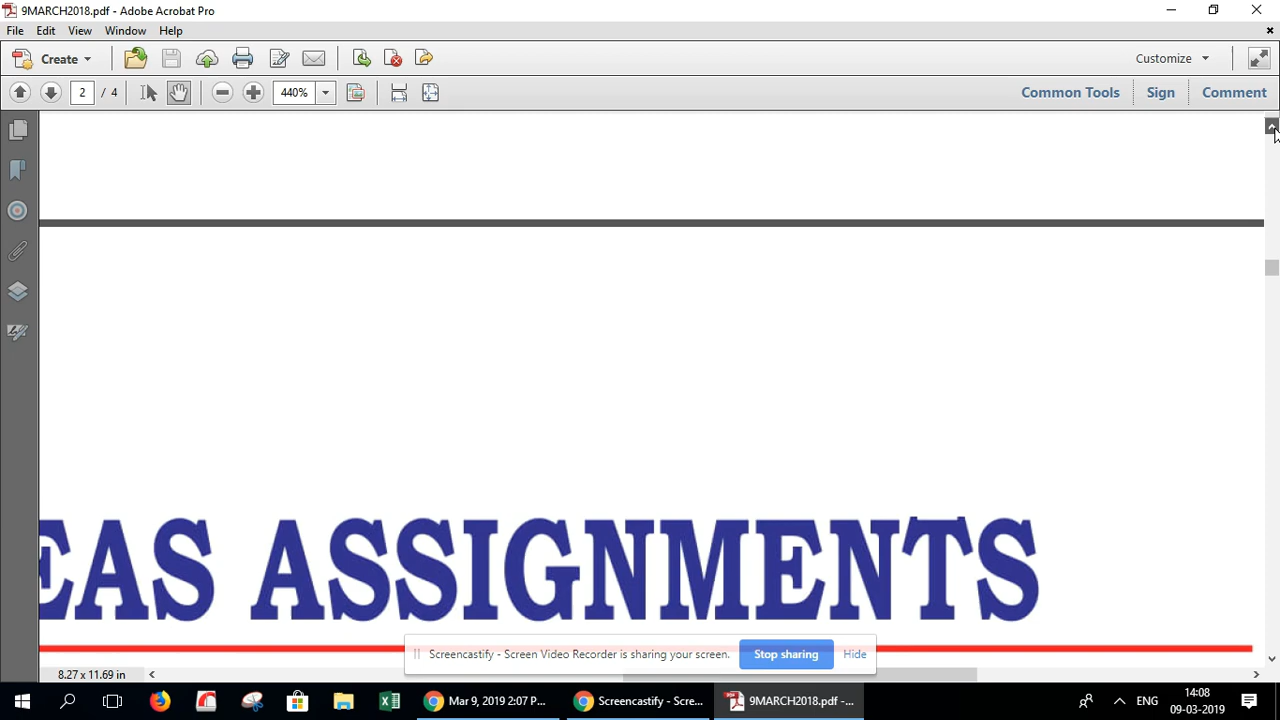 9MARCH2018.pdf - Adobe Acrobat Pro
File Edit View Window Help
Create Customize
2 / 4 440% Common Tools Sign Comment
EAS ASSIGNMENTS
Screencastify - Screen Video Recorder is sharing your screen. Stop sharing Hide
8.27 x 11.69 in
Mar 9, 2019 2:07 P... Screencastify - Scre... 9MARCH2018.pdf -... ENG 14:08
09-03-2019